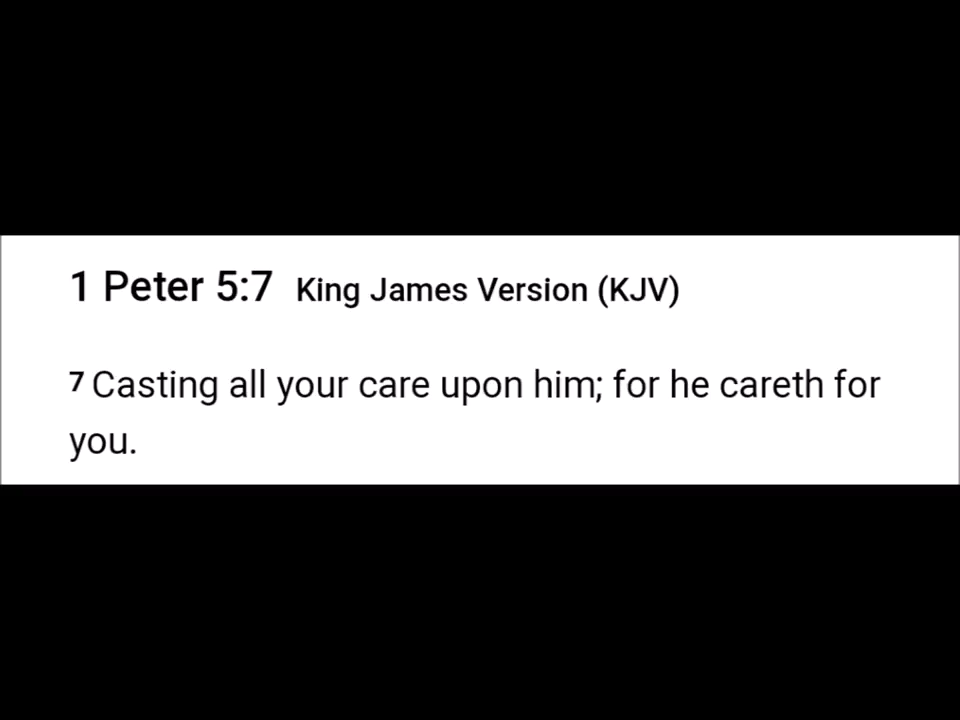 1 Peter 5:7 King James Version (KJV)
7 Casting all your care upon him; for he careth for
you.